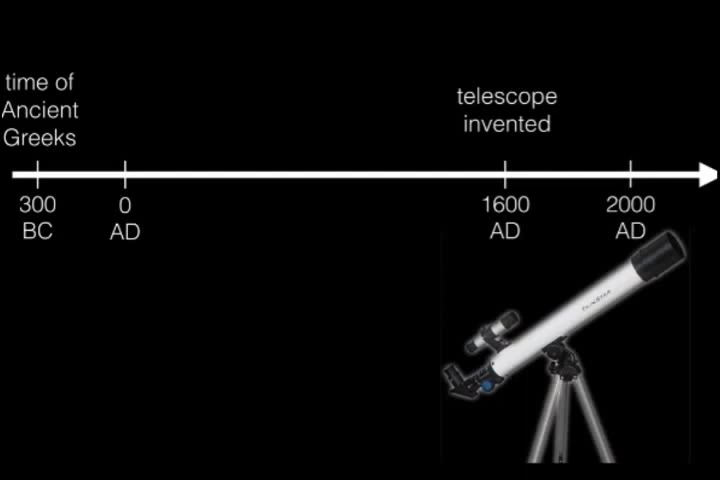 time of
Ancient
Greeks
telescope
invented
300
BC
0
AD
1600
AD
2000
AD